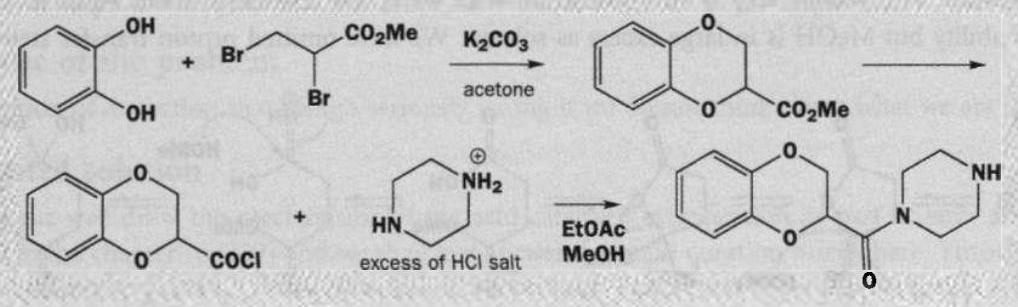 OH
OH
+
Br
CO₂Me
Br
K₂CO₃
acetone
O
O
CO₂Me
O
O
COCl
+
⊕
NH₂
HN
excess of HCl salt
EtOAc
MeOH
O
O
NH
N
O